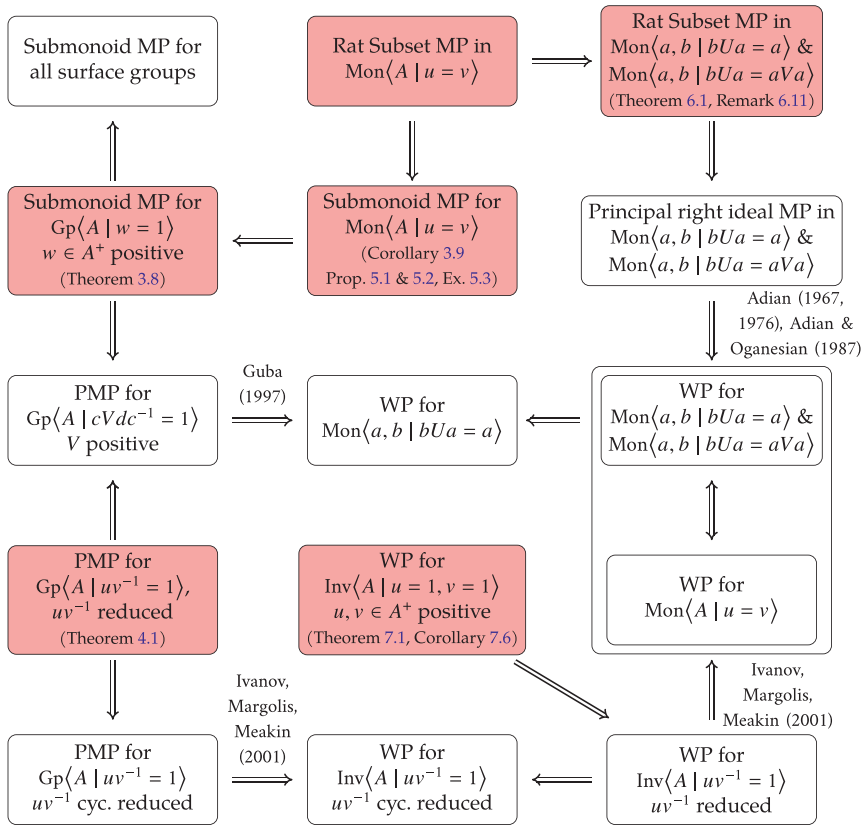 Submonoid MP for
all surface groups
Rat Subset MP in
Mon⟨A | u = v⟩
Rat Subset MP in
Mon⟨a, b | bUa = a⟩ &
Mon⟨a, b | bUa = aVa⟩
(Theorem 6.1, Remark 6.11)
Submonoid MP for
Gp⟨A | w = 1⟩
w ∈ A⁺ positive
(Theorem 3.8)
Submonoid MP for
Mon⟨A | u = v⟩
(Corollary 3.9
Prop. 5.1 & 5.2, Ex. 5.3)
Principal right ideal MP in
Mon⟨a, b | bUa = a⟩ &
Mon⟨a, b | bUa = aVa⟩
Adian (1967,
1976), Adian &
Oganesian (1987)
PMP for
Gp⟨A | cVdc⁻¹ = 1⟩
V positive
Guba
(1997)
WP for
Mon⟨a, b | bUa = a⟩
WP for
Mon⟨a, b | bUa = a⟩ &
Mon⟨a, b | bUa = aVa⟩
PMP for
Gp⟨A | uv⁻¹ = 1⟩,
uv⁻¹ reduced
(Theorem 4.1)
WP for
Inv⟨A | u = 1, v = 1⟩
u, v ∈ A⁺ positive
(Theorem 7.1, Corollary 7.6)
WP for
Mon⟨A | u = v⟩
Ivanov,
Margolis,
Meakin
(2001)
Ivanov,
Margolis,
Meakin (2001)
PMP for
Gp⟨A | uv⁻¹ = 1⟩
uv⁻¹ cyc. reduced
WP for
Inv⟨A | uv⁻¹ = 1⟩
uv⁻¹ cyc. reduced
WP for
Inv⟨A | uv⁻¹ = 1⟩
uv⁻¹ reduced